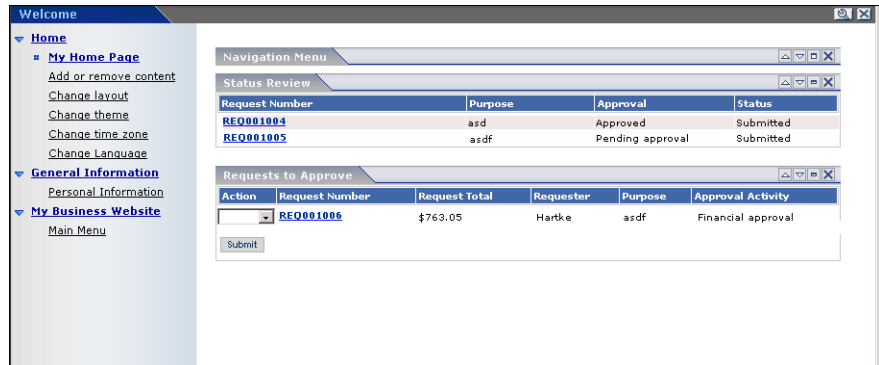 Welcome
Home
My Home Page
Add or remove content
Change layout
Change theme
Change time zone
Change Language
General Information
Personal Information
My Business Website
Main Menu
Navigation Menu
Status Review
Request Number Purpose Approval Status
REQ001004 asd Approved Submitted
REQ001005 asdf Pending approval Submitted
Requests to Approve
Action Request Number Request Total Requester Purpose Approval Activity
REQ001006 $763.05 Hartke asdf Financial approval
Submit